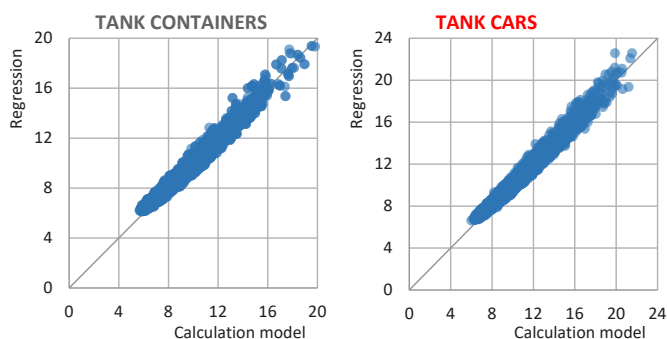 TANK CONTAINERS
Regression
20
16
12
8
4
0
0 4 8 12 16 20
Calculation model
TANK CARS
Regression
24
20
16
12
8
4
0
0 4 8 12 16 20 24
Calculation model